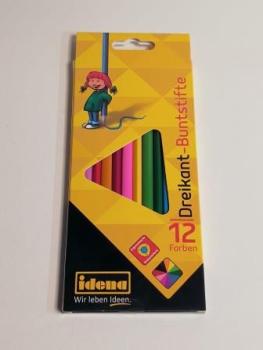 Dreikant-Buntstifte
12
Farben
idena
Wir leben Ideen.